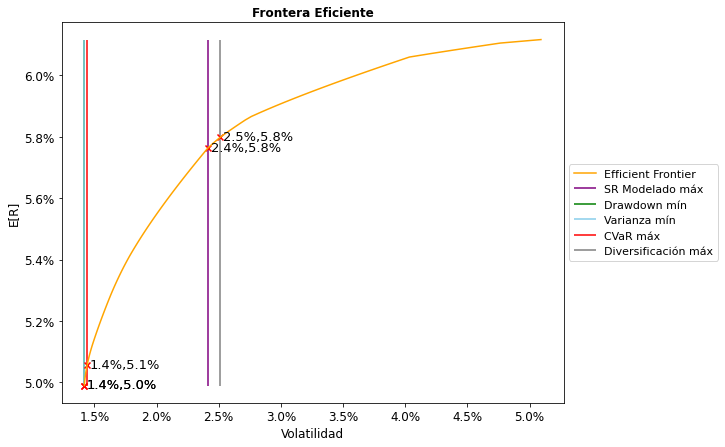 Frontera Eficiente
E[R]
6.0%
5.8%
5.6%
5.4%
5.2%
5.0%
2.5%,5.8%
2.4%,5.8%
1.4%,5.1%
1.4%,5.0%
1.5%
2.0%
2.5%
3.0%
3.5%
4.0%
4.5%
5.0%
Volatilidad
Efficient Frontier
SR Modelado máx
Drawdown mín
Varianza mín
CVaR máx
Diversificación máx